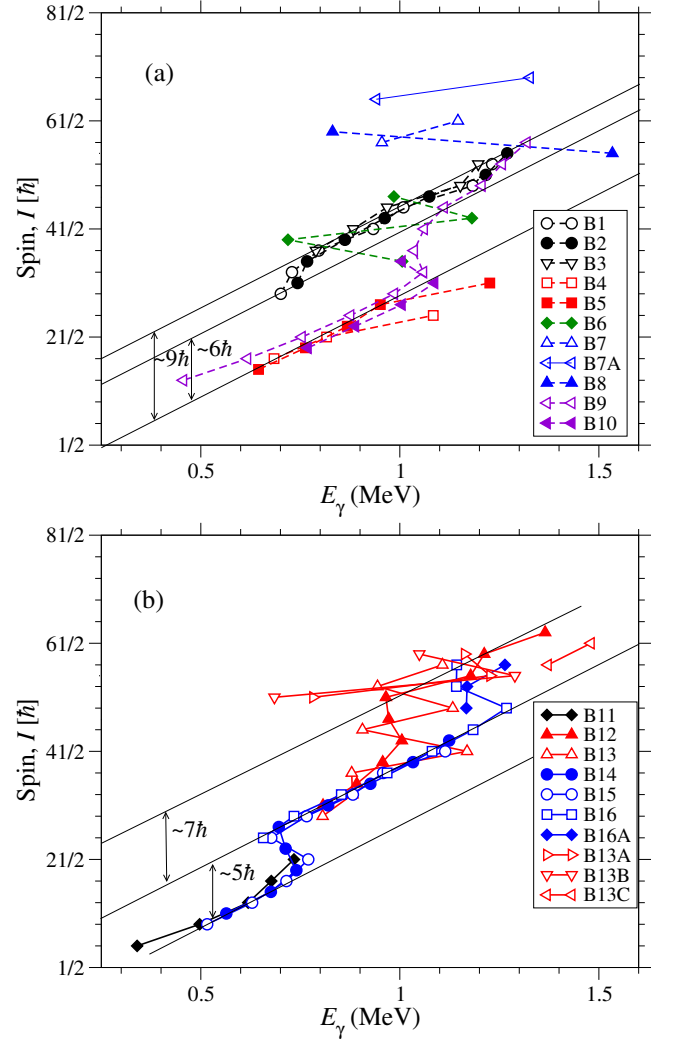 81/2
(a)
61/2
Spin, I [ħ]
41/2
B1
B2
B3
B4
B5
B6
B7
B7A
B8
B9
B10
21/2
~9ħ
~6ħ
1/2
0.5
1
1.5
Eγ (MeV)
81/2
(b)
61/2
Spin, I [ħ]
41/2
B11
B12
B13
B14
B15
B16
B16A
B13A
B13B
B13C
~7ħ
21/2
~5ħ
1/2
0.5
1
1.5
Eγ (MeV)